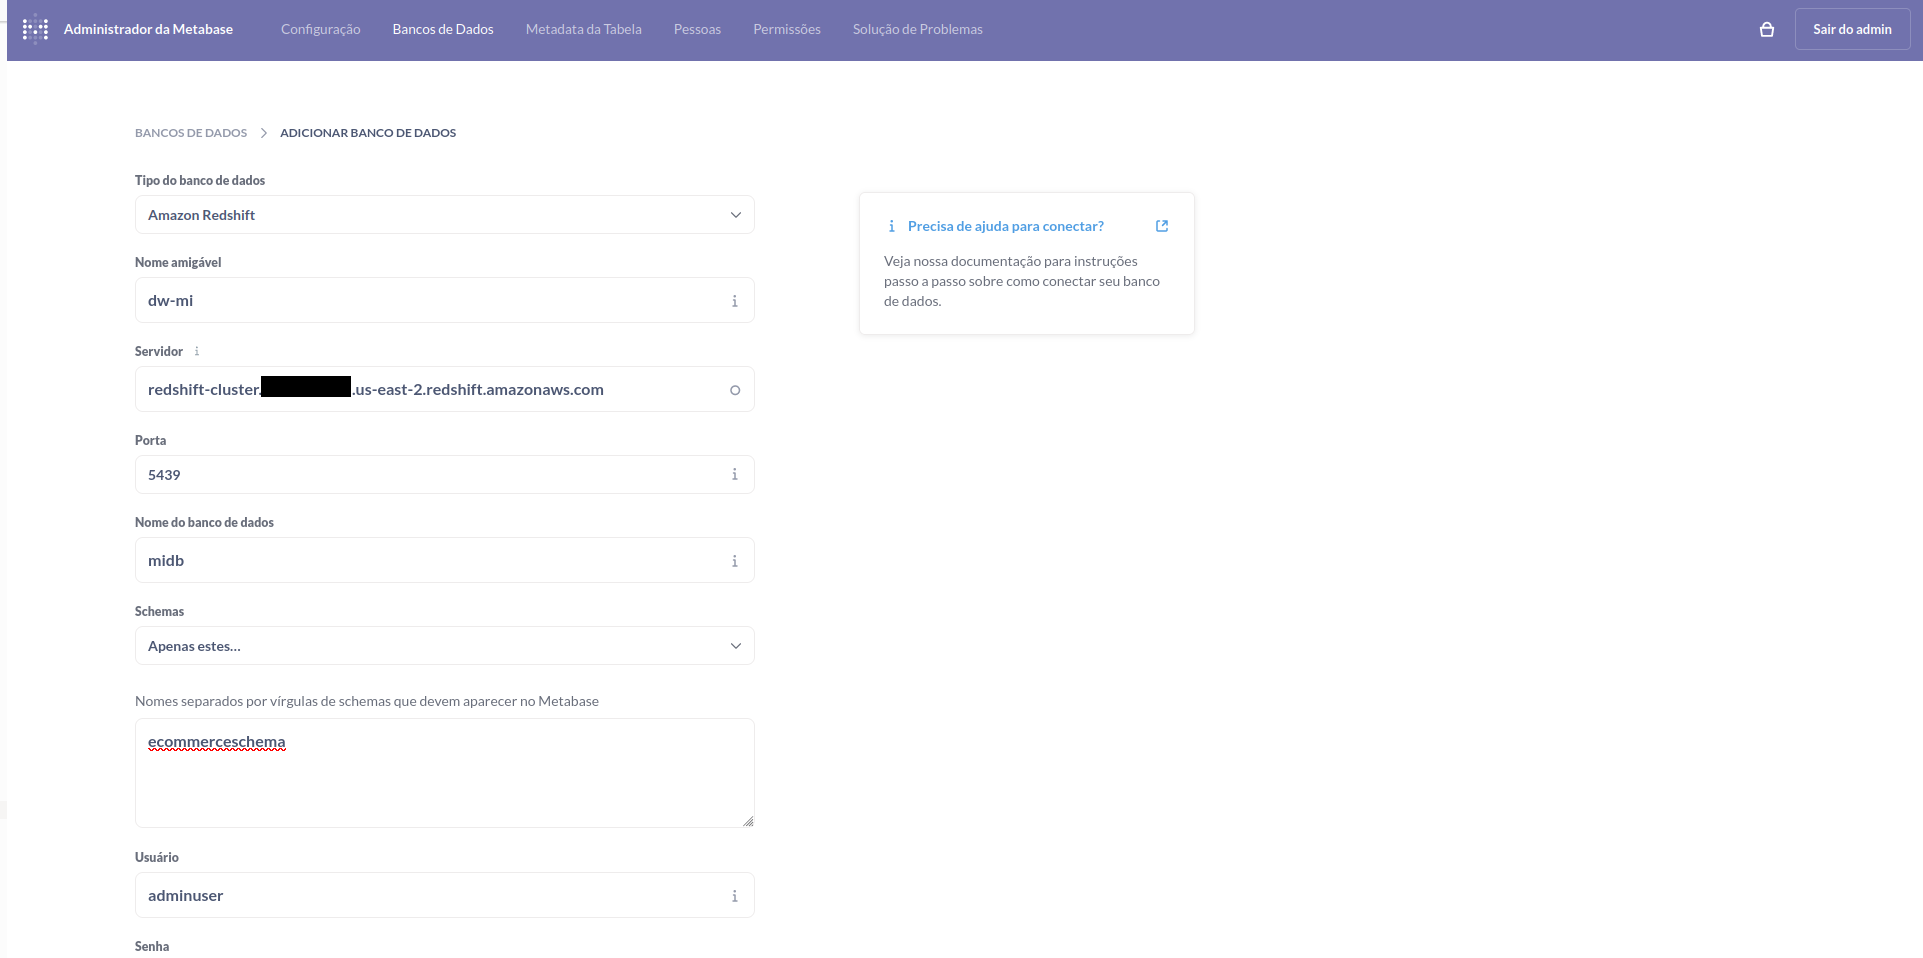 Administrador da Metabase Configuração Bancos de Dados Metadata da Tabela Pessoas Permissões Solução de Problemas Sair do admin
BANCOS DE DADOS > ADICIONAR BANCO DE DADOS
Tipo do banco de dados
Amazon Redshift
Nome amigável
dw-mi
Servidor
redshift-cluster. .us-east-2.redshift.amazonaws.com
Porta
5439
Nome do banco de dados
midb
Schemas
Apenas estes...
Nomes separados por vírgulas de schemas que devem aparecer no Metabase
ecommerceschema
Usuário
adminuser
Senha
Precisa de ajuda para conectar?
Veja nossa documentação para instruções
passo a passo sobre como conectar seu banco
de dados.